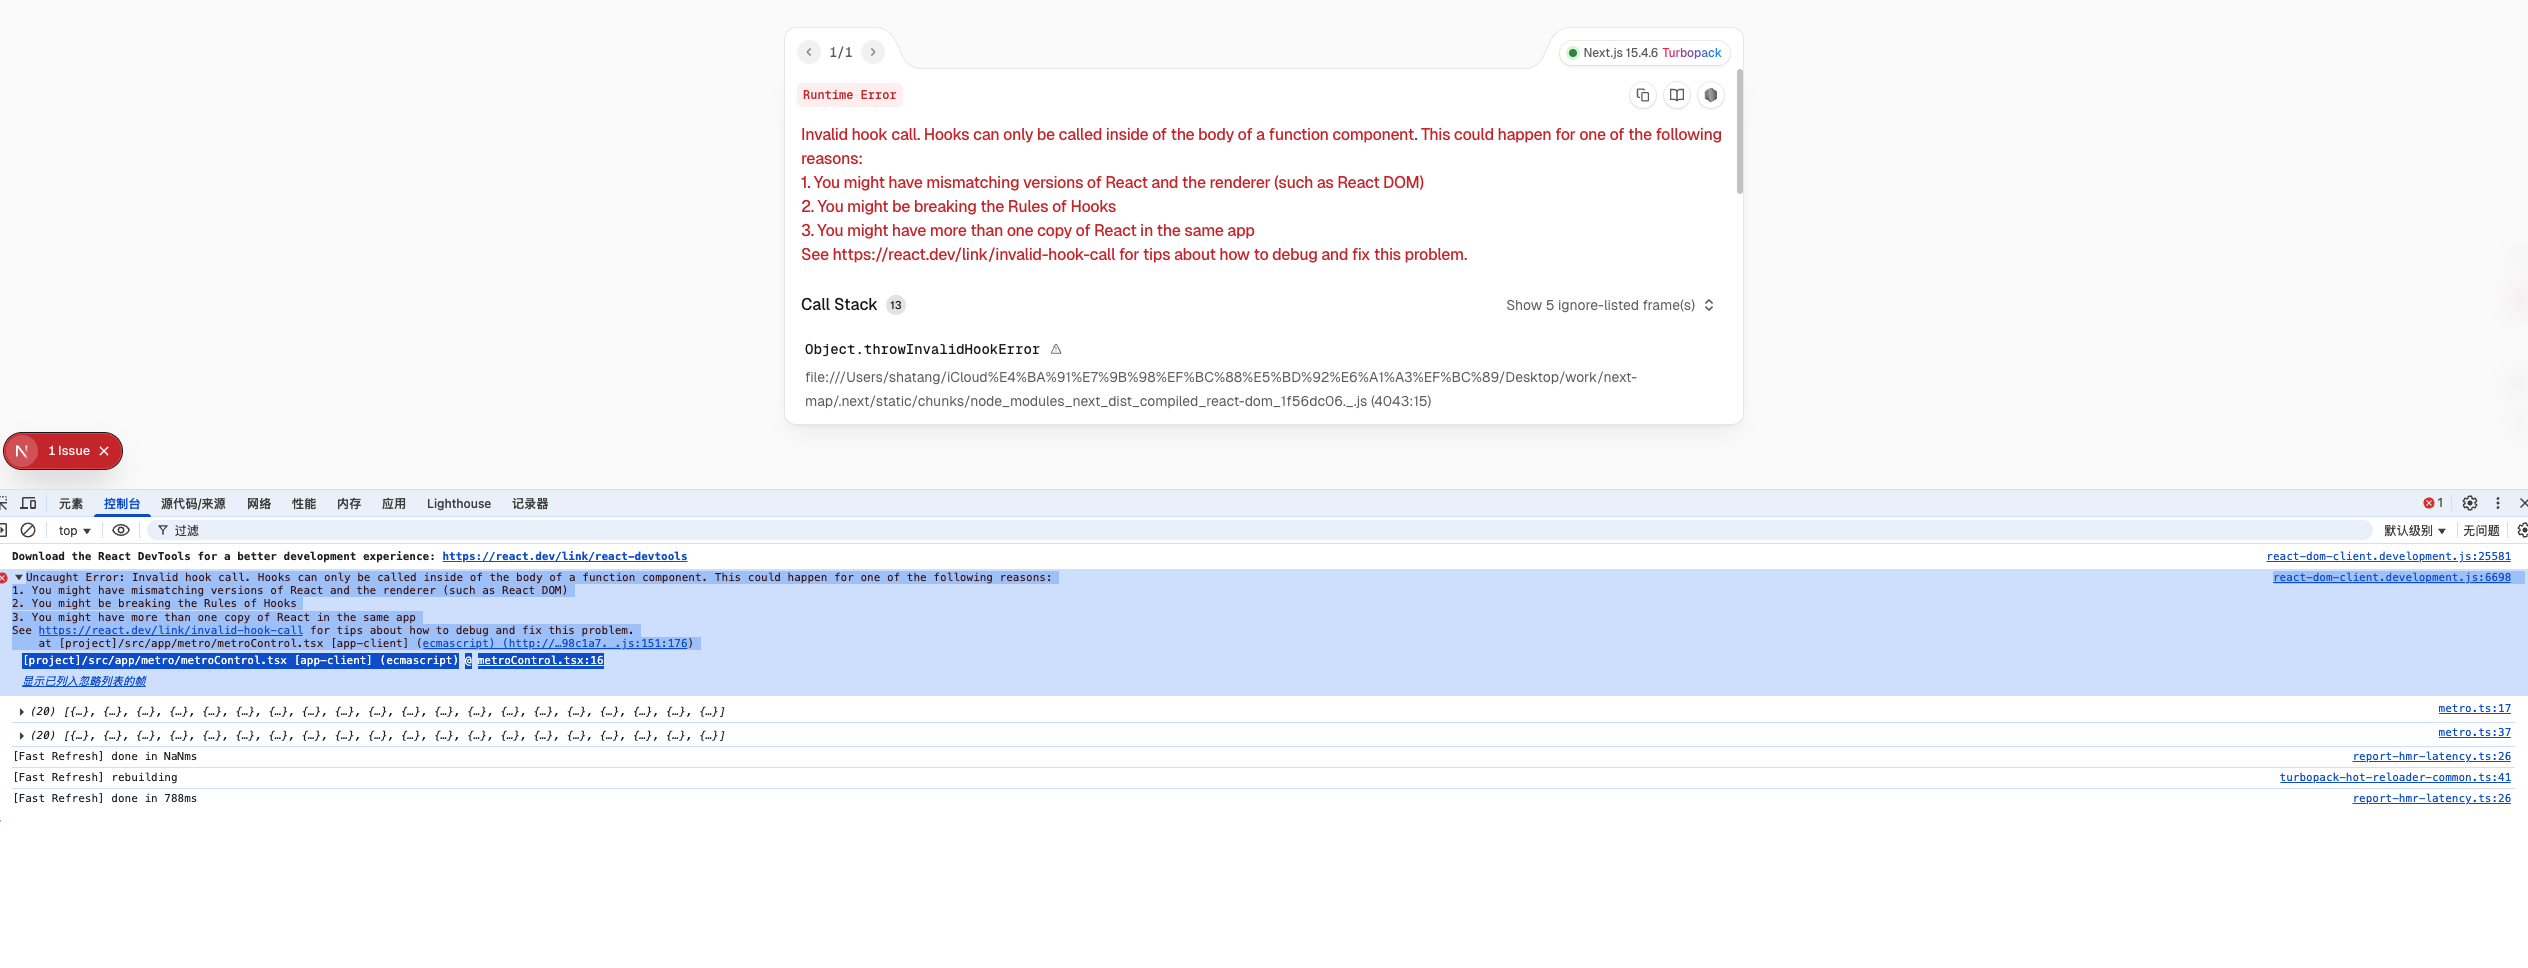 1/1
Next.js 15.4.6 Turbopack
Runtime Error
Invalid hook call. Hooks can only be called inside of the body of a function component. This could happen for one of the following
reasons:
1. You might have mismatching versions of React and the renderer (such as React DOM)
2. You might be breaking the Rules of Hooks
3. You might have more than one copy of React in the same app
See https://react.dev/link/invalid-hook-call for tips about how to debug and fix this problem.
Call Stack 13
Show 5 ignore-listed frame(s)
Object.throwInvalidHookError
file:///Users/shatang/iCloud%E4%BA%91%E7%9B%98%EF%BC%88%E5%BD%92%E6%A1%A3%EF%BC%89/Desktop/work/next-
map/.next/static/chunks/node_modules_next_dist_compiled_react-dom_1f56dc06._.js (4043:15)
N 1 Issue
元素 控制台 源代码/来源 网络 性能 内存 应用 Lighthouse 记录器 1
top 过滤 默认级别 无问题
Download the React DevTools for a better development experience: https://react.dev/link/react-devtools react-dom-client.development.js:25581
Uncaught Error: Invalid hook call. Hooks can only be called inside of the body of a function component. This could happen for one of the following reasons: react-dom-client.development.js:6698
1. You might have mismatching versions of React and the renderer (such as React DOM)
2. You might be breaking the Rules of Hooks
3. You might have more than one copy of React in the same app
See https://react.dev/link/invalid-hook-call for tips about how to debug and fix this problem.
at [project]/src/app/metro/metroControl.tsx [app-client] (ecmascript) (http://…98c1a7._.js:151:176)
[project]/src/app/metro/metroControl.tsx [app-client] (ecmascript) @ metroControl.tsx:16
显示已列入忽略列表的帧
(20) [{…}, {…}, {…}, {…}, {…}, {…}, {…}, {…}, {…}, {…}, {…}, {…}, {…}, {…}, {…}, {…}, {…}, {…}, {…}, {…}] metro.ts:17
(20) [{…}, {…}, {…}, {…}, {…}, {…}, {…}, {…}, {…}, {…}, {…}, {…}, {…}, {…}, {…}, {…}, {…}, {…}, {…}, {…}] metro.ts:37
[Fast Refresh] done in NaNms report-hmr-latency.ts:26
[Fast Refresh] rebuilding turbopack-hot-reloader-common.ts:41
[Fast Refresh] done in 788ms report-hmr-latency.ts:26